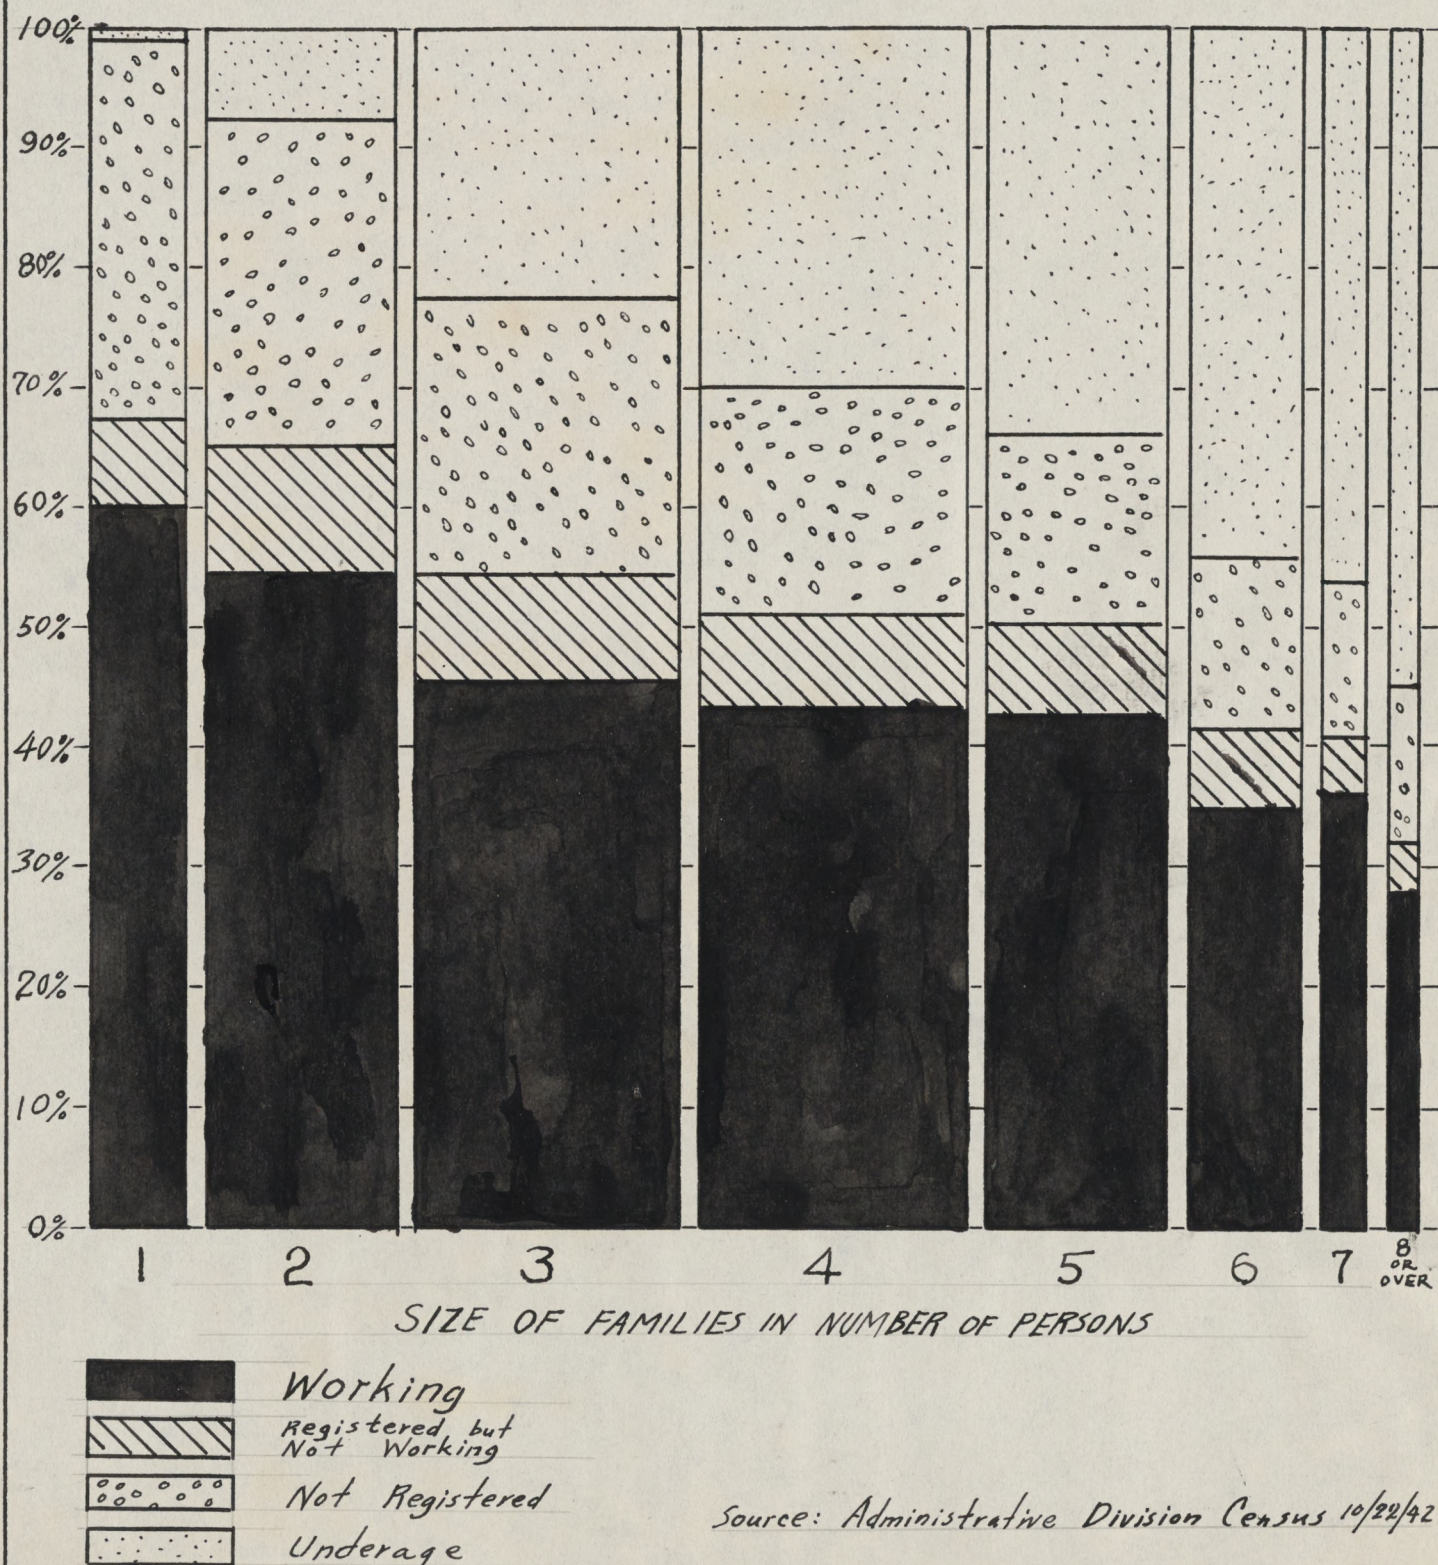 100%
90%
80%
70%
60%
50%
40%
30%
20%
10%
0%
1 2 3 4 5 6 7 8
OR
OVER
SIZE OF FAMILIES IN NUMBER OF PERSONS
Working
Registered but
Not Working
Not Registered
Underage
Source: Administrative Division Census 10/22/42